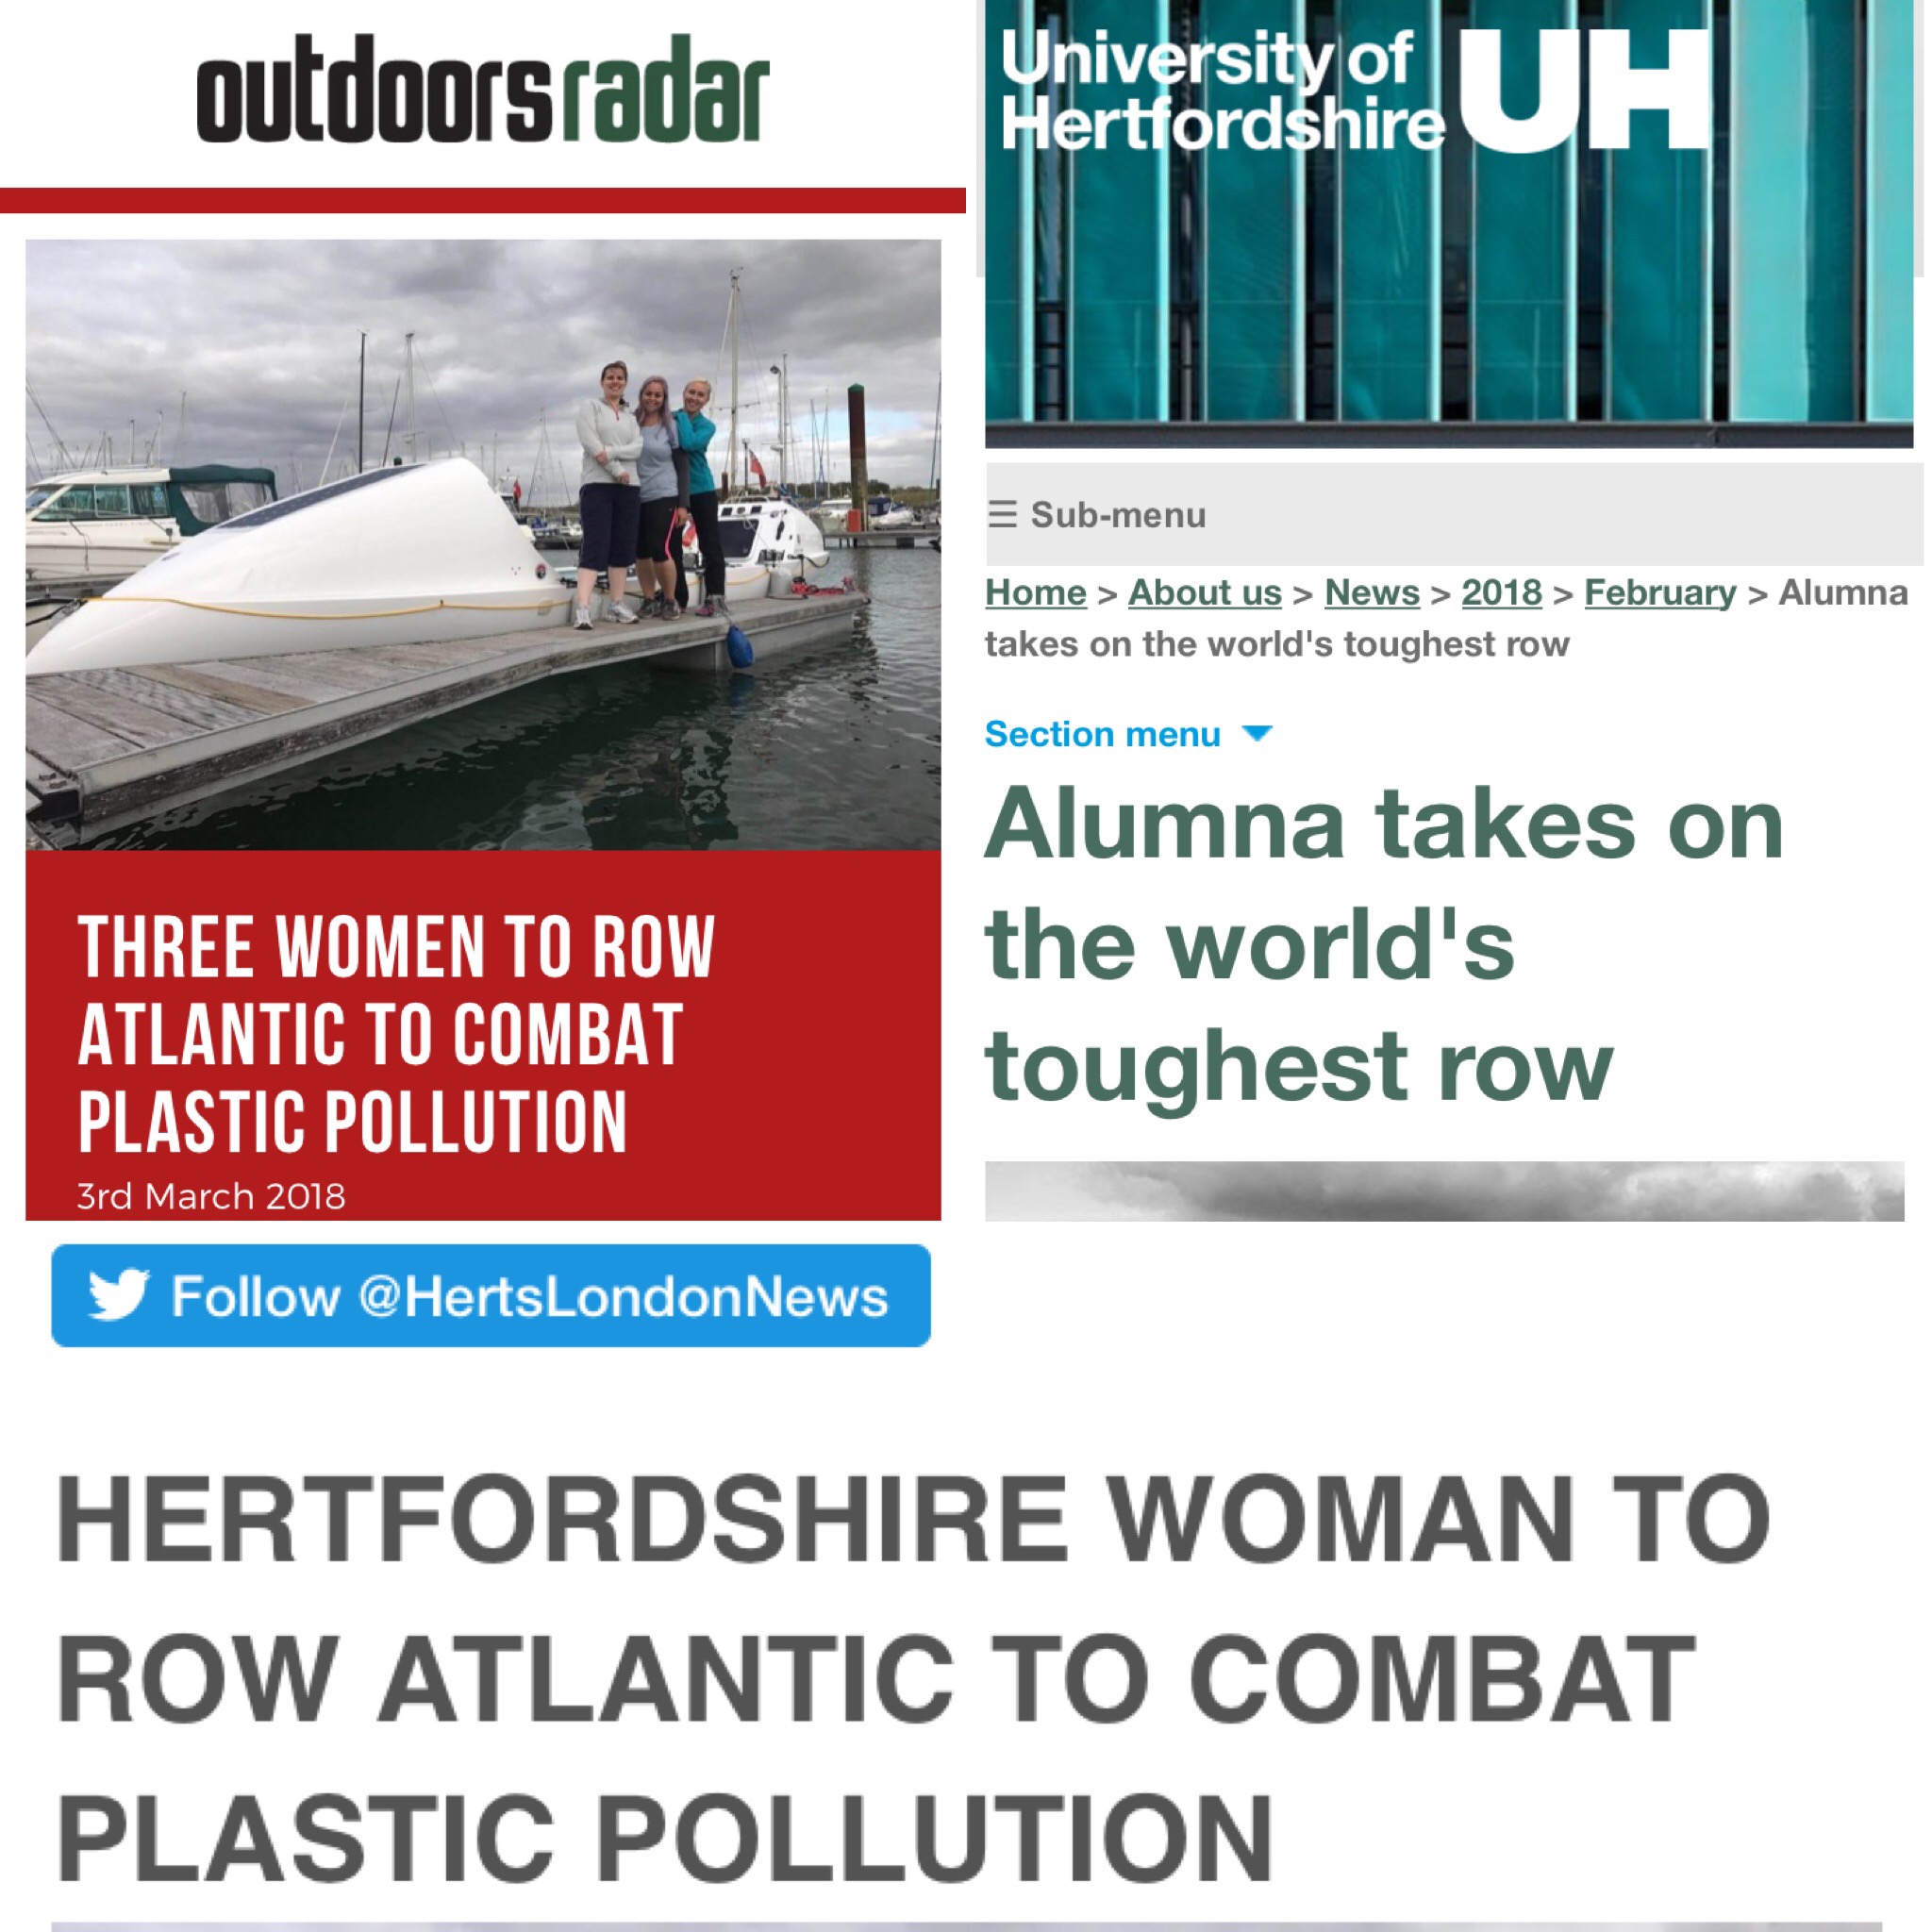 outdoorsradar
THREE WOMEN TO ROW
ATLANTIC TO COMBAT
PLASTIC POLLUTION
3rd March 2018
University of
Hertfordshire UH
☰ Sub-menu
Home > About us > News > 2018 > February > Alumna
takes on the world's toughest row
Section menu
Alumna takes on
the world's
toughest row
Follow @HertsLondonNews
HERTFORDSHIRE WOMAN TO
ROW ATLANTIC TO COMBAT
PLASTIC POLLUTION